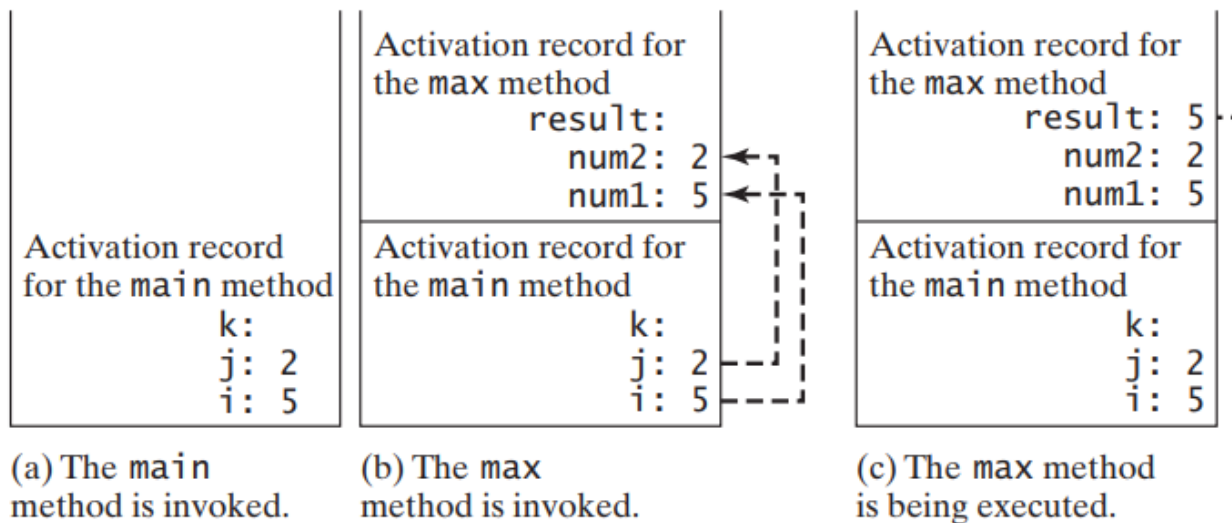 Activation record
for the main method
k:
j: 2
i: 5
(a) The main
method is invoked.
Activation record for
the max method
result:
num2: 2
num1: 5
Activation record for
the main method
k:
j: 2
i: 5
(b) The max
method is invoked.
Activation record for
the max method
result: 5
num2: 2
num1: 5
Activation record for
the main method
k:
j: 2
i: 5
(c) The max method
is being executed.